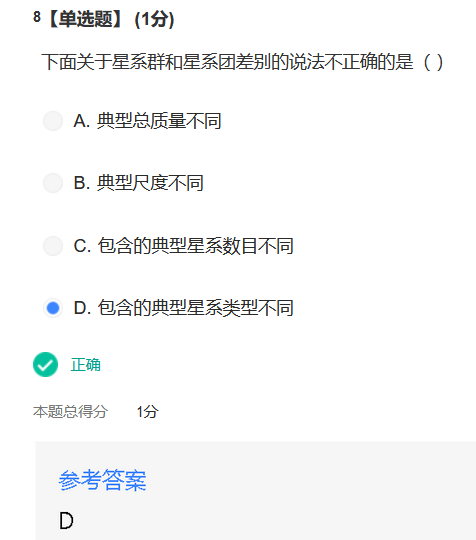 8【单选题】 (1分)
下面关于星系群和星系团差别的说法不正确的是（ ）
A. 典型总质量不同
B. 典型尺度不同
C. 包含的典型星系数目不同
D. 包含的典型星系类型不同
正确
本题总得分 1分
参考答案
D